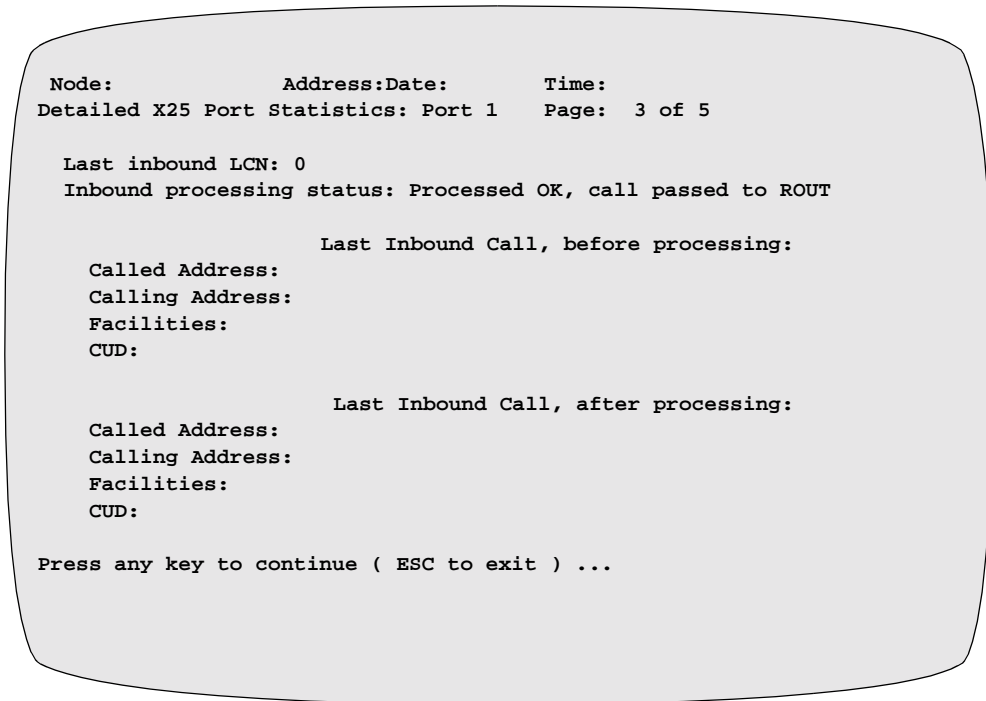 Node: Address:Date: Time:
Detailed X25 Port Statistics: Port 1 Page: 3 of 5
Last inbound LCN: 0
Inbound processing status: Processed OK, call passed to ROUT
Last Inbound Call, before processing:
Called Address:
Calling Address:
Facilities:
CUD:
Last Inbound Call, after processing:
Called Address:
Calling Address:
Facilities:
CUD:
Press any key to continue ( ESC to exit ) ...